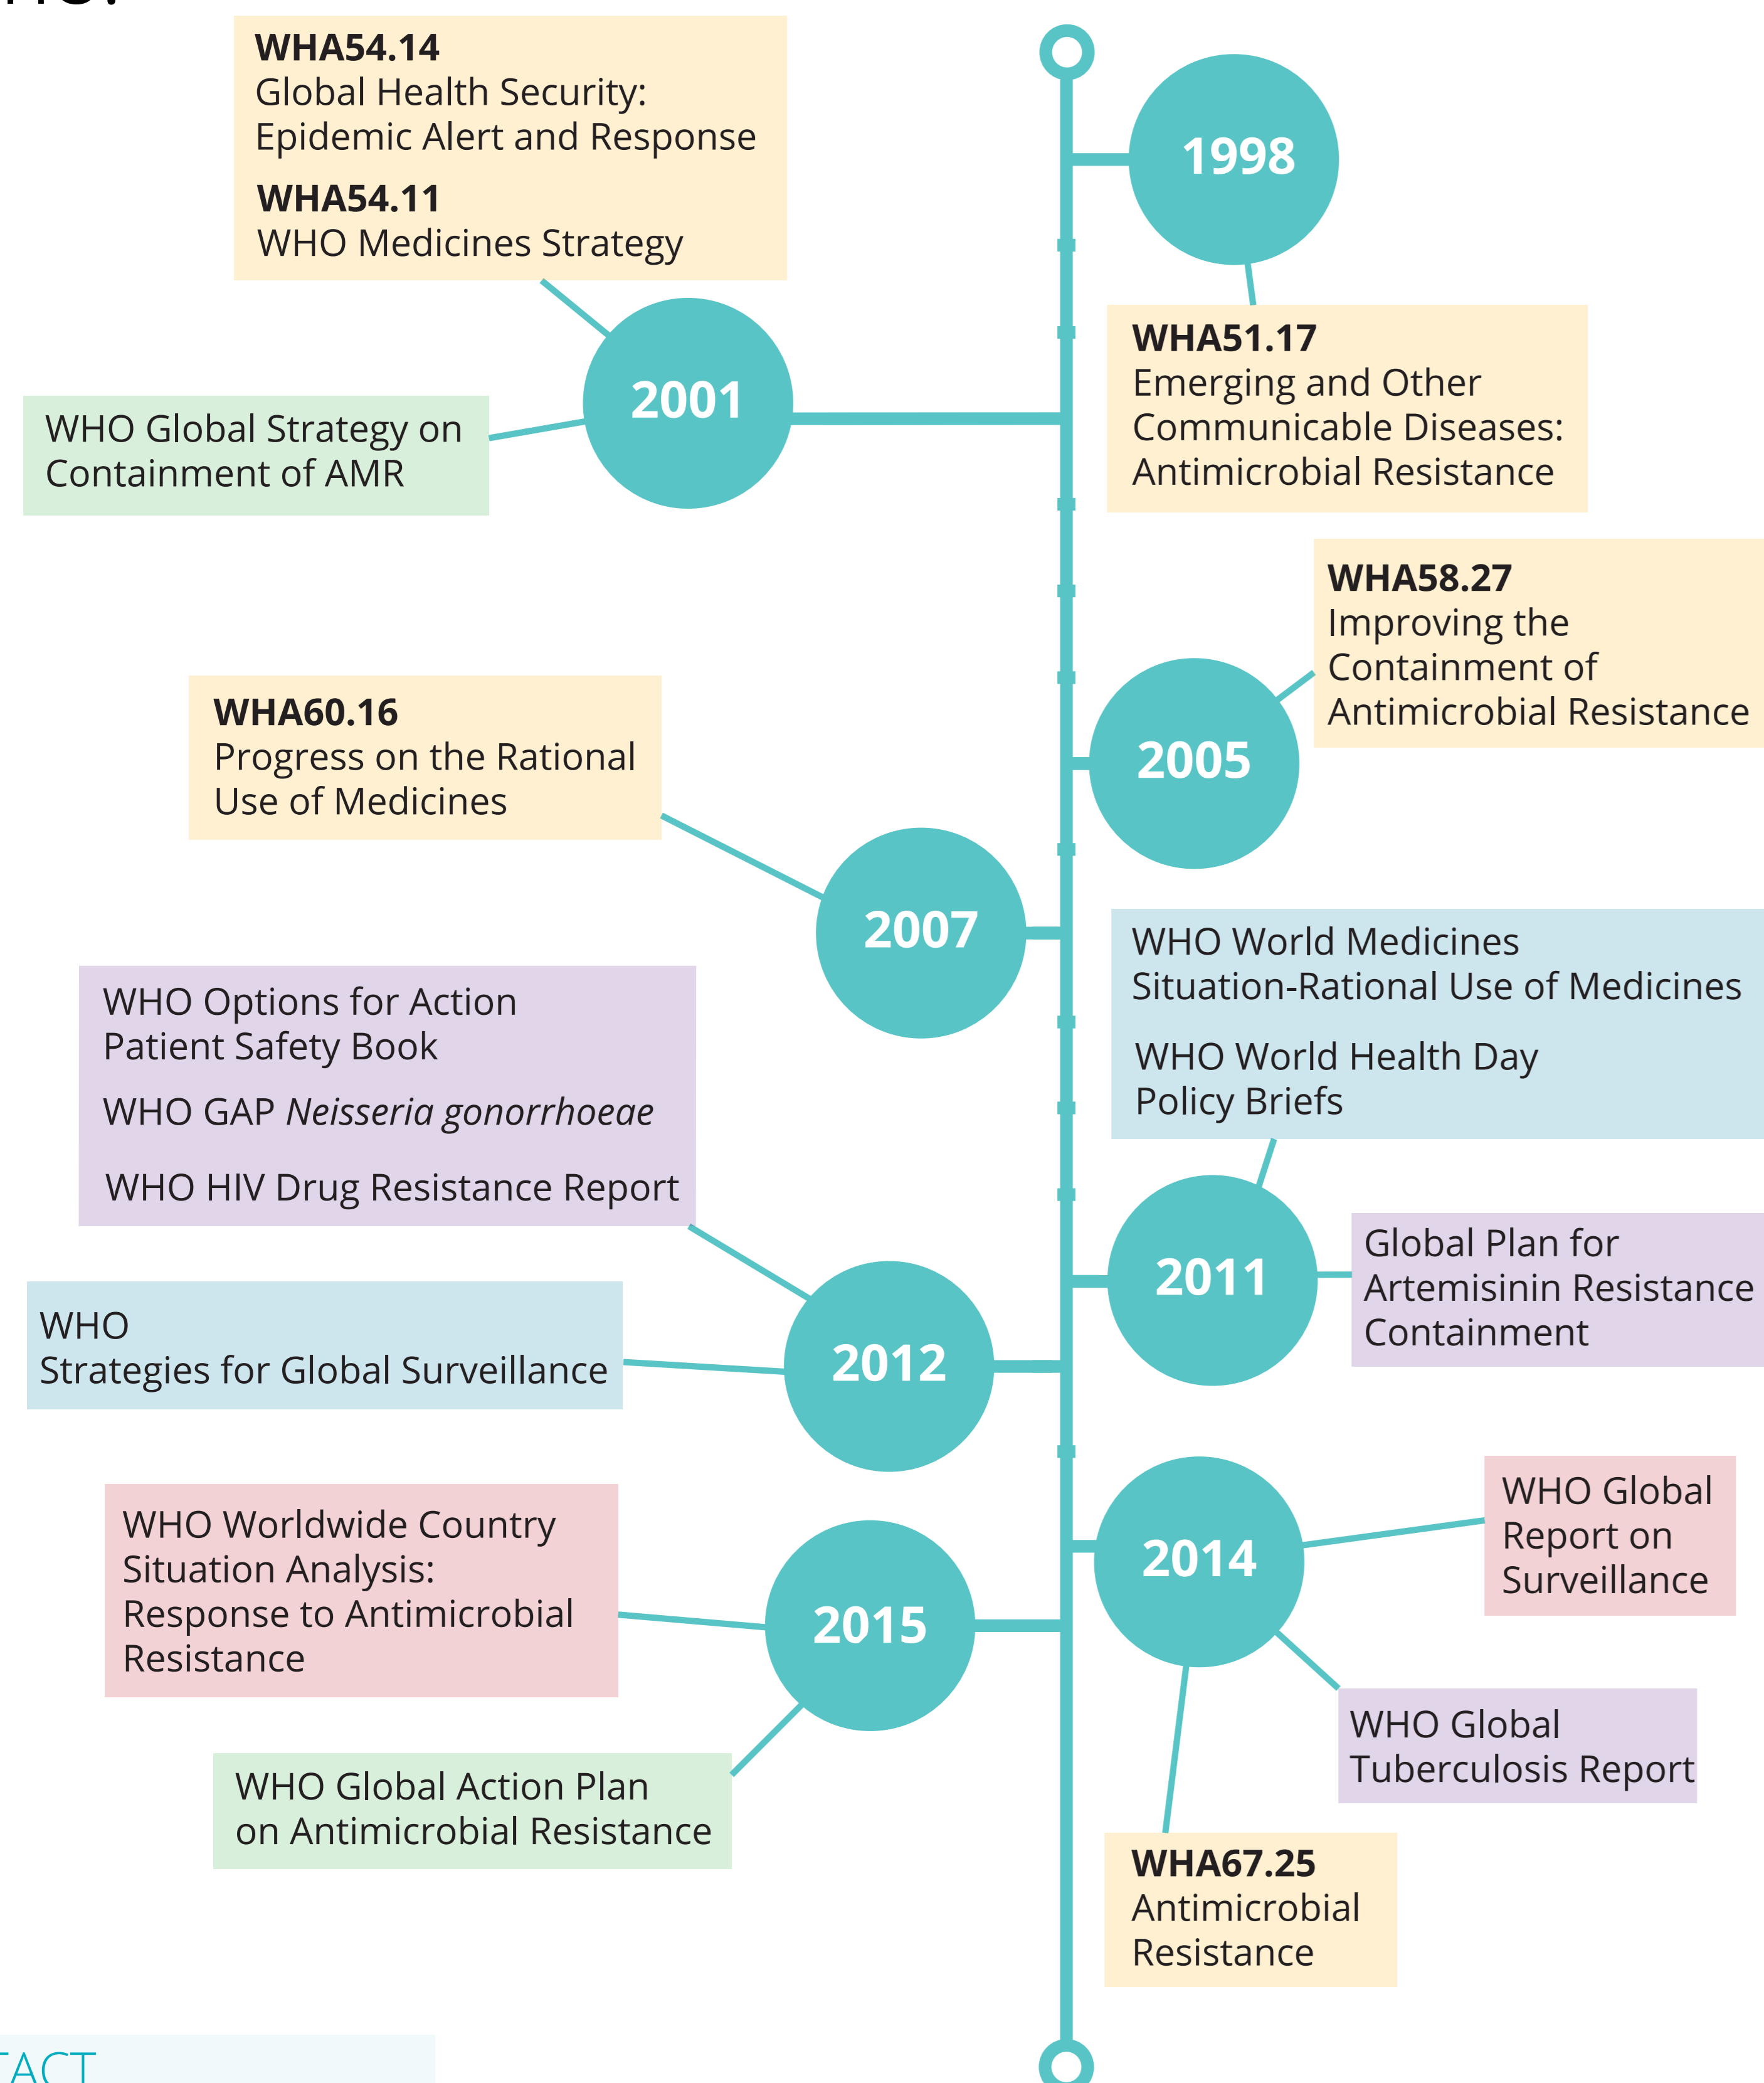 WHA54.14
Global Health Security:
Epidemic Alert and Response
WHA54.11
WHO Medicines Strategy
1998
WHA51.17
Emerging and Other
Communicable Diseases:
Antimicrobial Resistance
2001
WHO Global Strategy on
Containment of AMR
WHA58.27
Improving the
Containment of
Antimicrobial Resistance
2005
WHA60.16
Progress on the Rational
Use of Medicines
2007
WHO World Medicines
Situation-Rational Use of Medicines
WHO World Health Day
Policy Briefs
2011
Global Plan for
Artemisinin Resistance
Containment
WHO Options for Action
Patient Safety Book
WHO GAP Neisseria gonorrhoeae
WHO HIV Drug Resistance Report
2012
WHO
Strategies for Global Surveillance
2014
WHO Global
Report on
Surveillance
WHO Global
Tuberculosis Report
WHA67.25
Antimicrobial
Resistance
WHO Worldwide Country
Situation Analysis:
Response to Antimicrobial
Resistance
2015
WHO Global Action Plan
on Antimicrobial Resistance
TACT